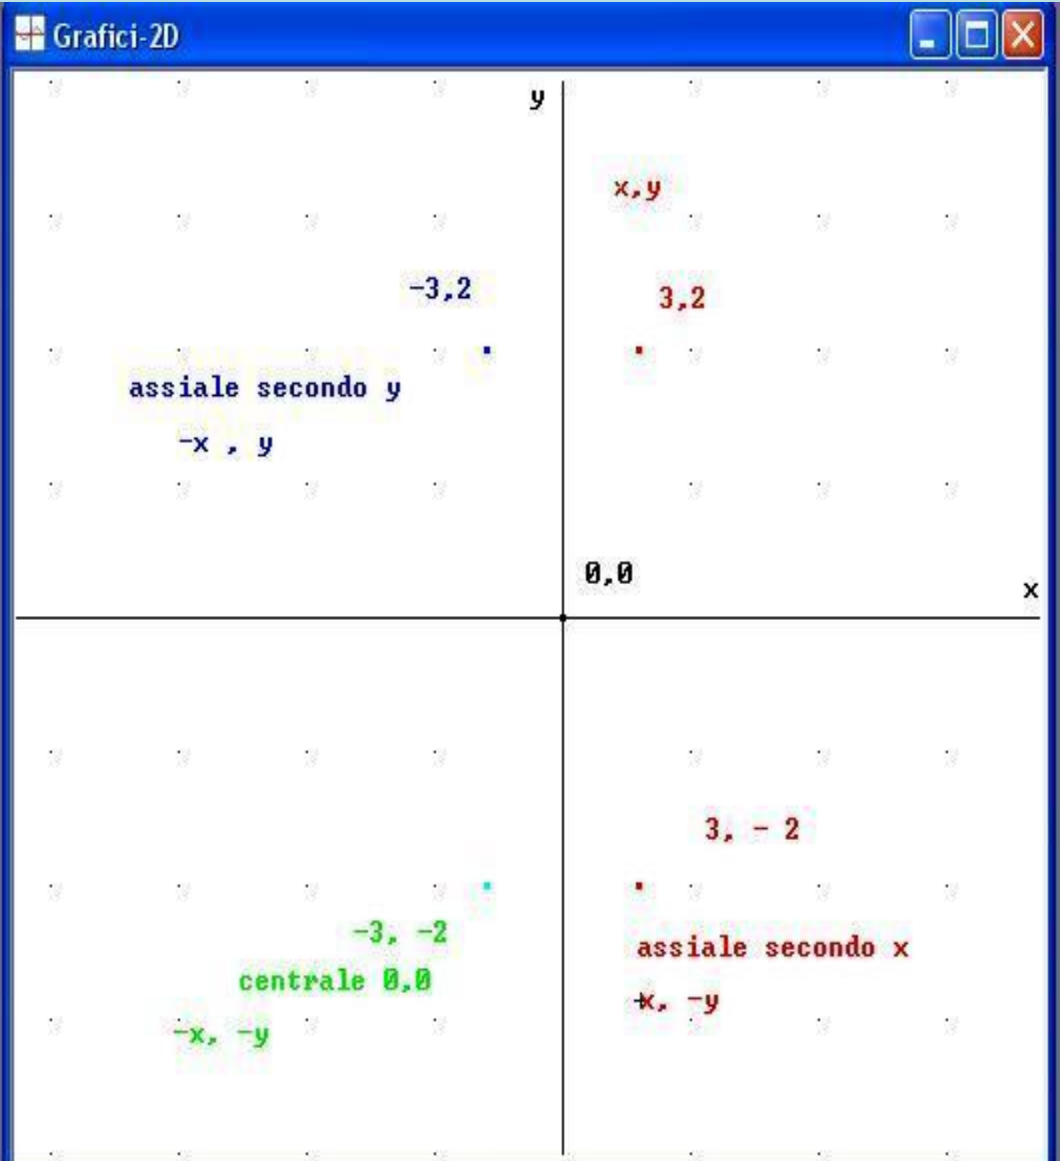 Grafici-2D
y
x,y
-3,2
3,2
assiale secondo y
-x , y
0,0
x
3, - 2
-3, -2
assiale secondo x
centrale 0,0
x, -y
-x, -y